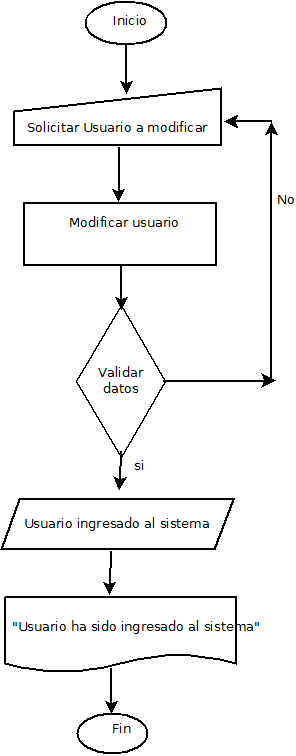 Inicio
Solicitar Usuario a modificar
Modificar usuario
No
Validar
datos
si
Usuario ingresado al sistema
"Usuario ha sido ingresado al sistema"
Fin